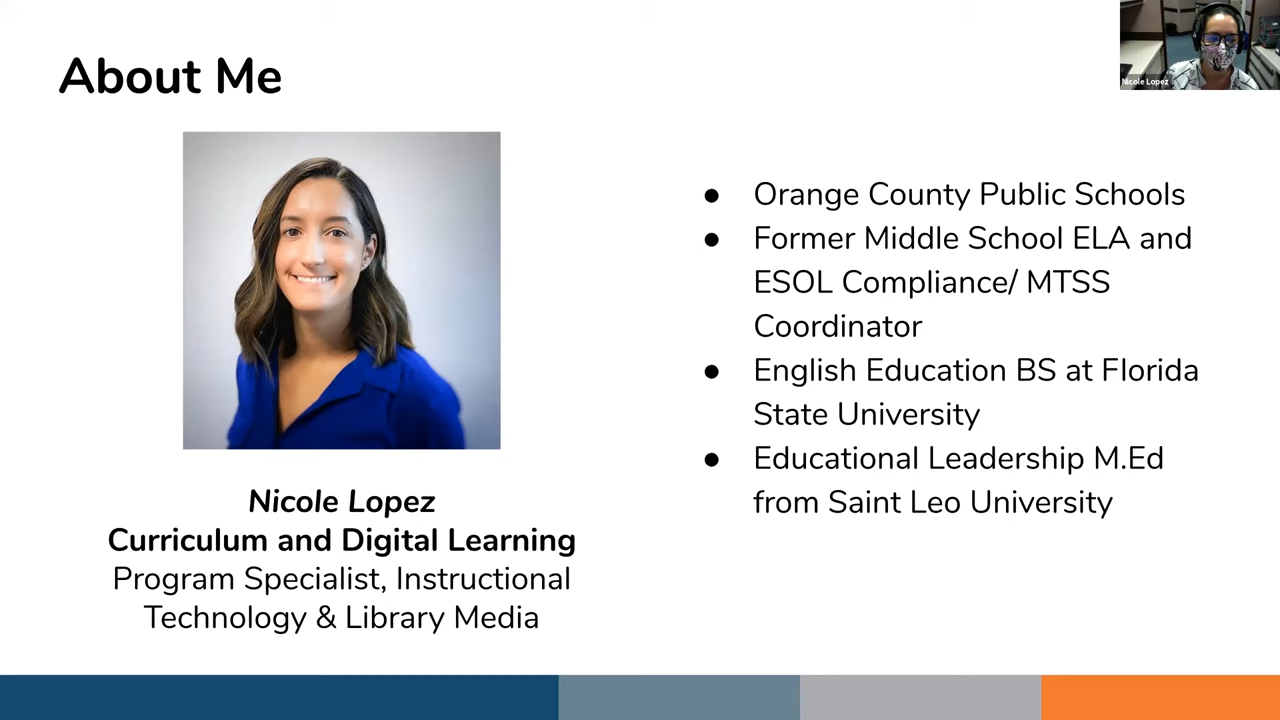 About Me
Nicole Lopez
● Orange County Public Schools
● Former Middle School ELA and
ESOL Compliance/ MTSS
Coordinator
● English Education BS at Florida
State University
● Educational Leadership M.Ed
from Saint Leo University
Nicole Lopez
Curriculum and Digital Learning
Program Specialist, Instructional
Technology & Library Media